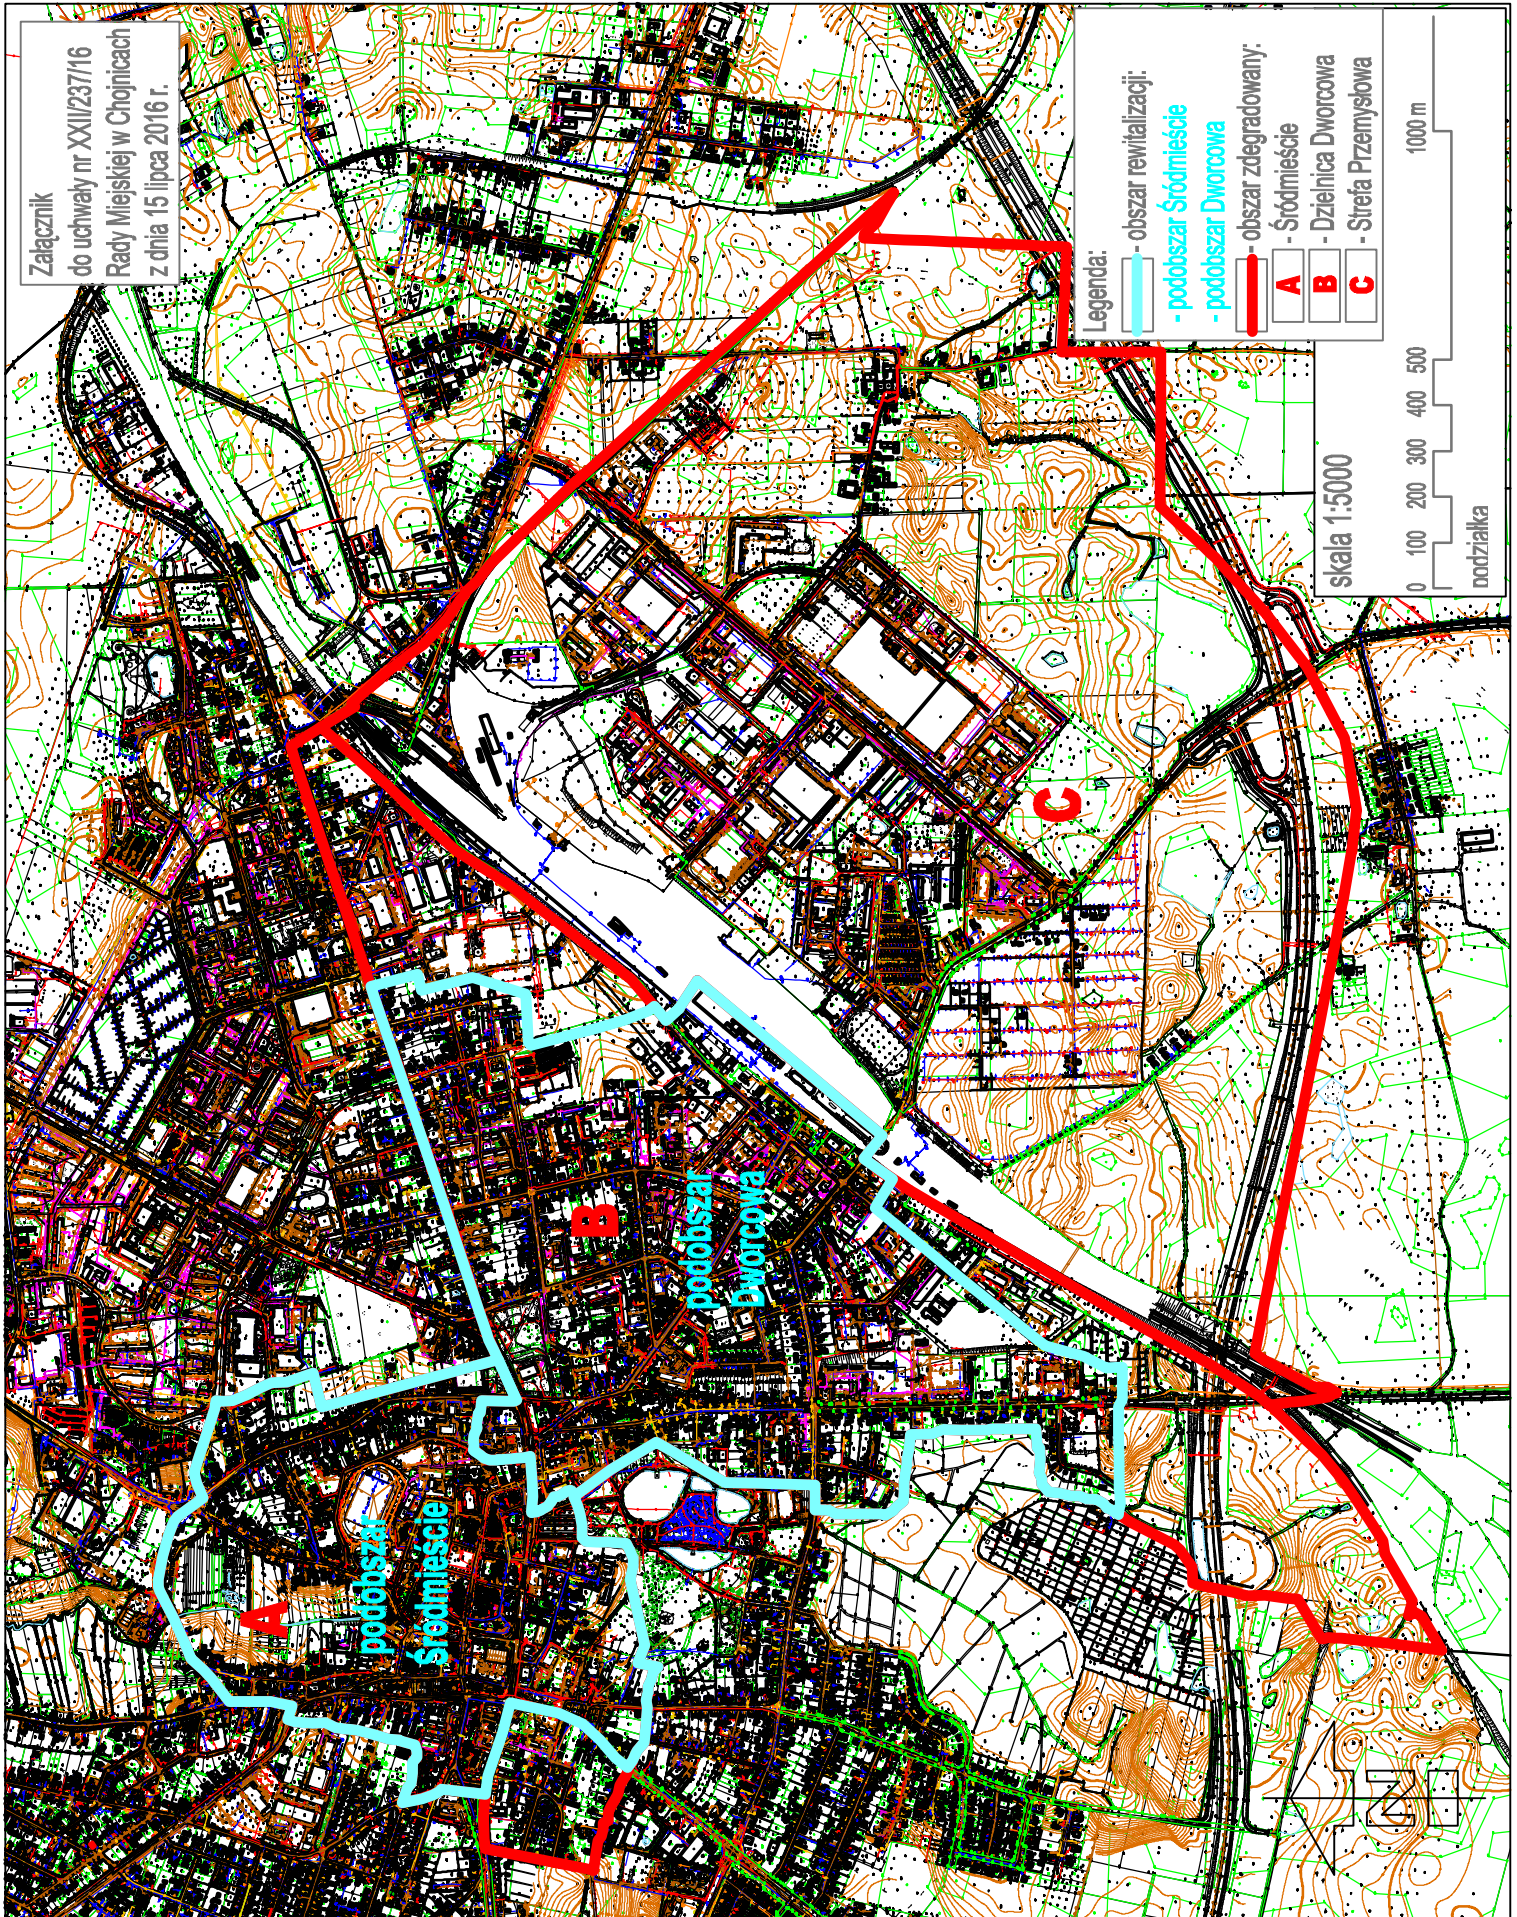 Załącznik
do uchwały nr XXII/237/16
Rady Miejskiej w Chojnicach
z dnia 15 lipca 2016 r.
A
podobszar
Śródmieście
B
podobszar
Dworcowa
C
Legenda:
- obszar rewitalizacji:
- podobszar Śródmieście
- podobszar Dworcowa
- obszar zdegradowany:
A - Śródmieście
B - Dzielnica Dworcowa
C - Strefa Przemysłowa
skala 1:5000
0 100 200 300 400 500 1000 m
podziałka
N